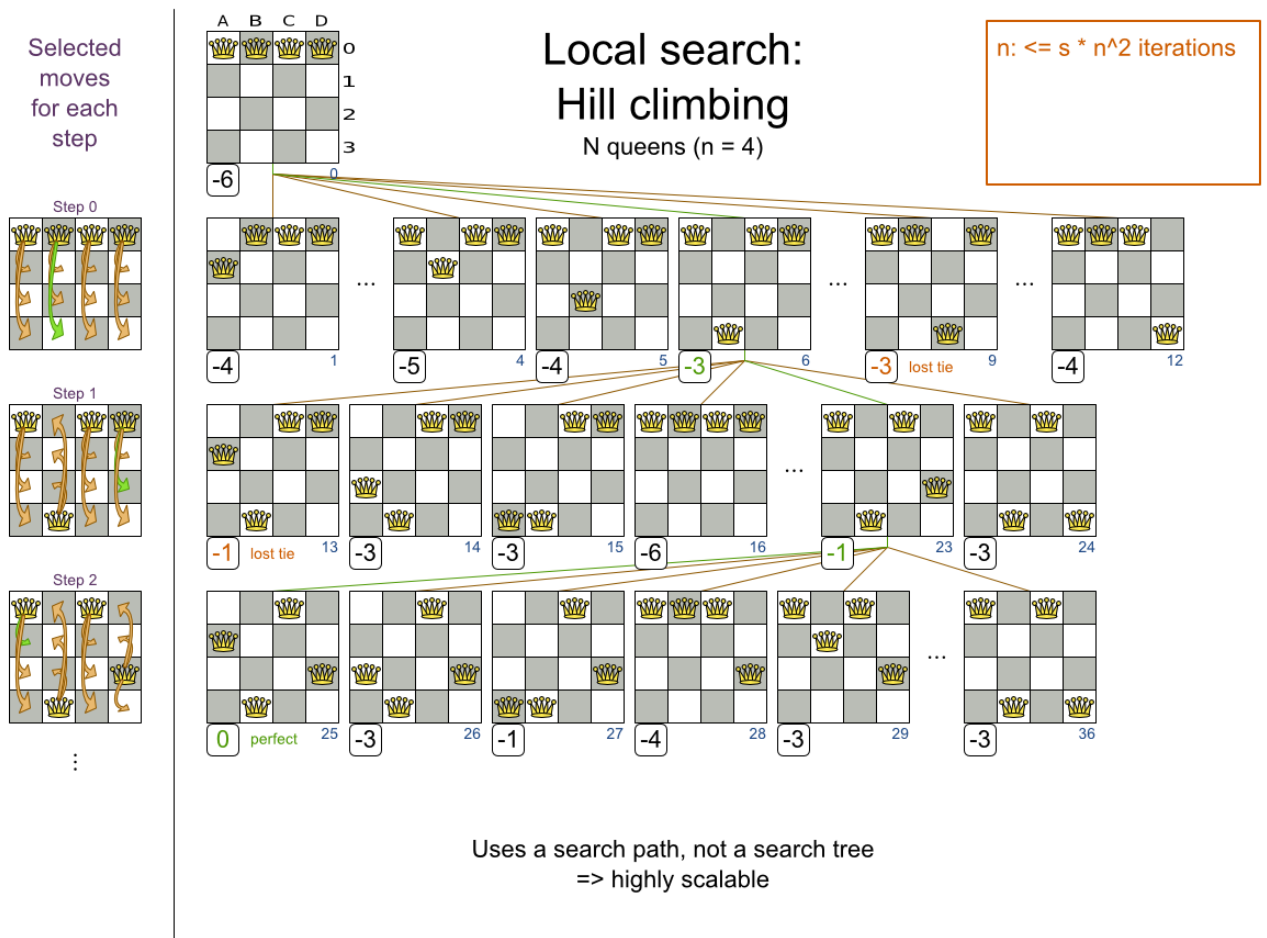 Selected
moves
for each
step
A B C D
0
1
2
3
-6
0
Local search:
Hill climbing
N queens (n = 4)
n: <= s * n^2 iterations
Step 0
...
...
...
-4 1
-5 4
-4 5
-3 6
-3 lost tie 9
-4 12
Step 1
...
-1 lost tie 13
-3 14
-3 15
-6 16
-1 23
-3 24
Step 2
...
0 perfect 25
-3 26
-1 27
-4 28
-3 29
-3 36
...
Uses a search path, not a search tree
=> highly scalable